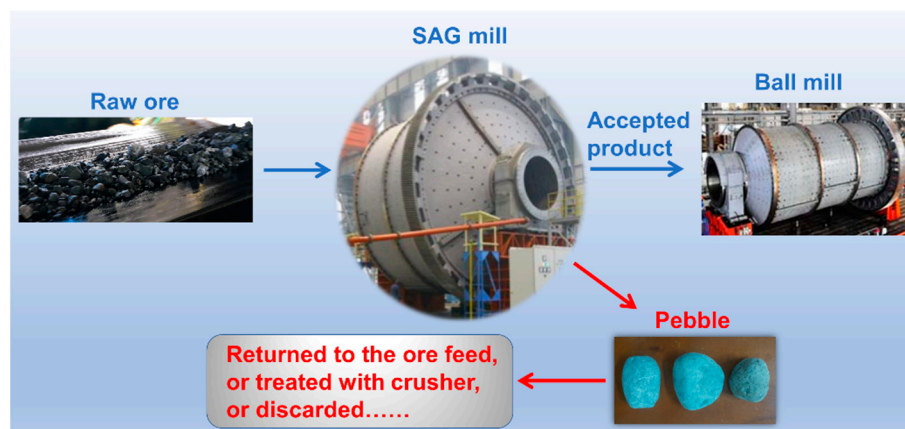 SAG mill
Raw ore
Ball mill
Accepted
product
Pebble
Returned to the ore feed,
or treated with crusher,
or discarded……